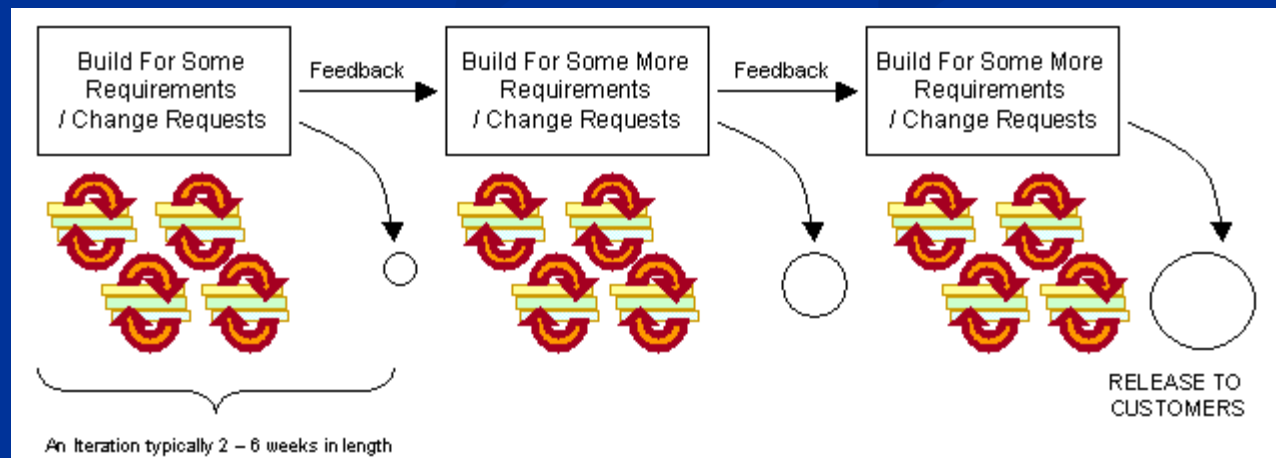 Build For Some
Requirements
/ Change Requests
Feedback
Build For Some More
Requirements
/ Change Requests
Feedback
Build For Some More
Requirements
/ Change Requests
RELEASE TO
CUSTOMERS
An Iteration typically 2 – 6 weeks in length